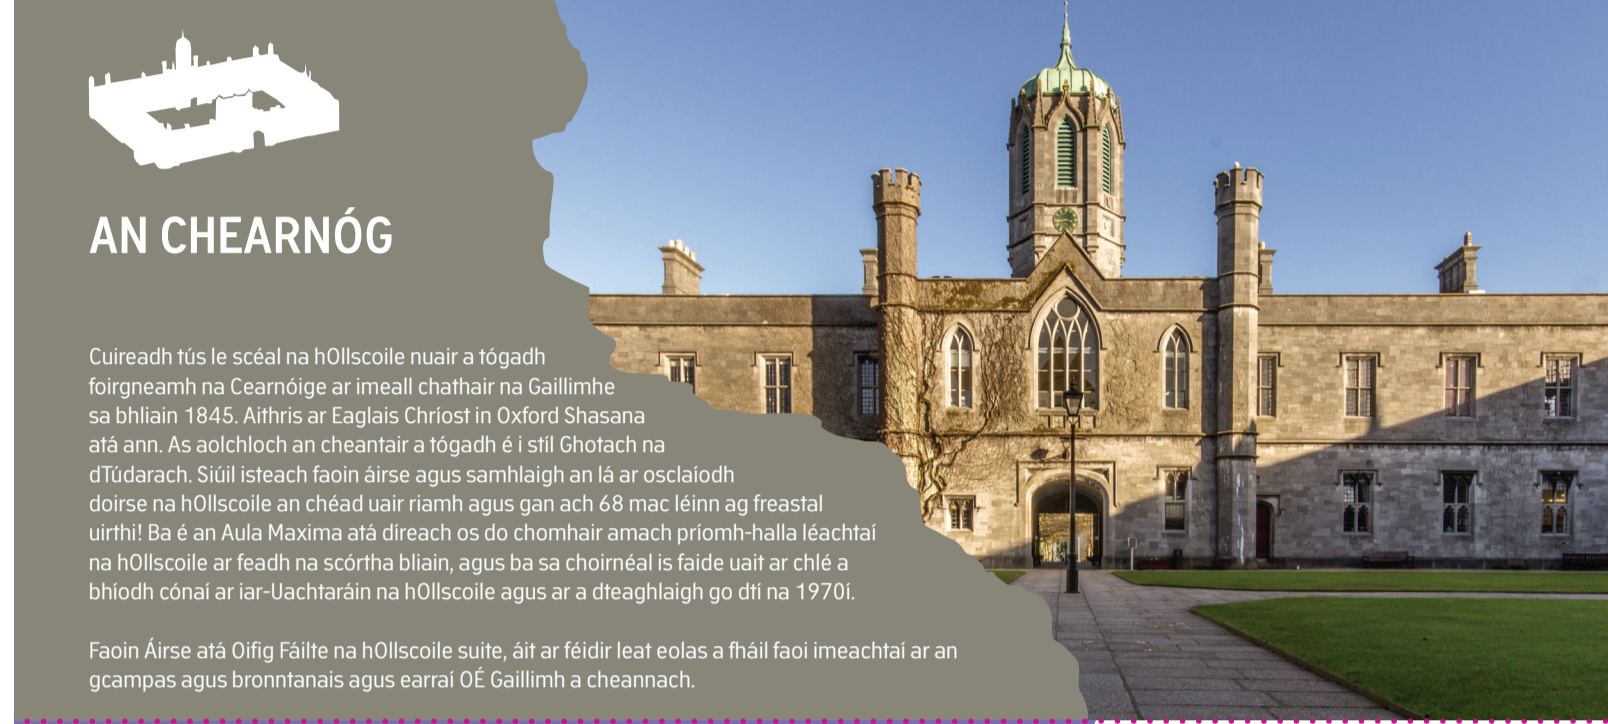 AN CHEARNÓG
Cuireadh tús le scéal na hOllscoile nuair a tógadh
foirgneamh na Cearnóige ar imeall chathair na Gaillimhe
sa bhliain 1845. Aithris ar Eaglais Chríost in Oxford Shasana
atá ann. As aolchloch an cheantair a tógadh é i stíl Ghotach na
dTúdarach. Siúil isteach faoin áirse agus samhlaigh an lá ar osclaíodh
doirse na hOllscoile an chéad uair riamh agus gan ach 68 mac léinn ag freastal
uirthi! Ba é an Aula Maxima atá díreach os do chomhair amach príomh-halla léachtaí
na hOllscoile ar feadh na scórtha bliain, agus ba sa choirnéal is faide uait ar chlé a
bhíodh cónaí ar iar-Uachtaráin na hOllscoile agus ar a dteaghlaigh go dtí na 1970í.
Faoin Áirse atá Oifig Fáilte na hOllscoile suite, áit ar féidir leat eolas a fháil faoi imeachtaí ar an
gcampas agus bronntanais agus earraí OÉ Gaillimh a cheannach.